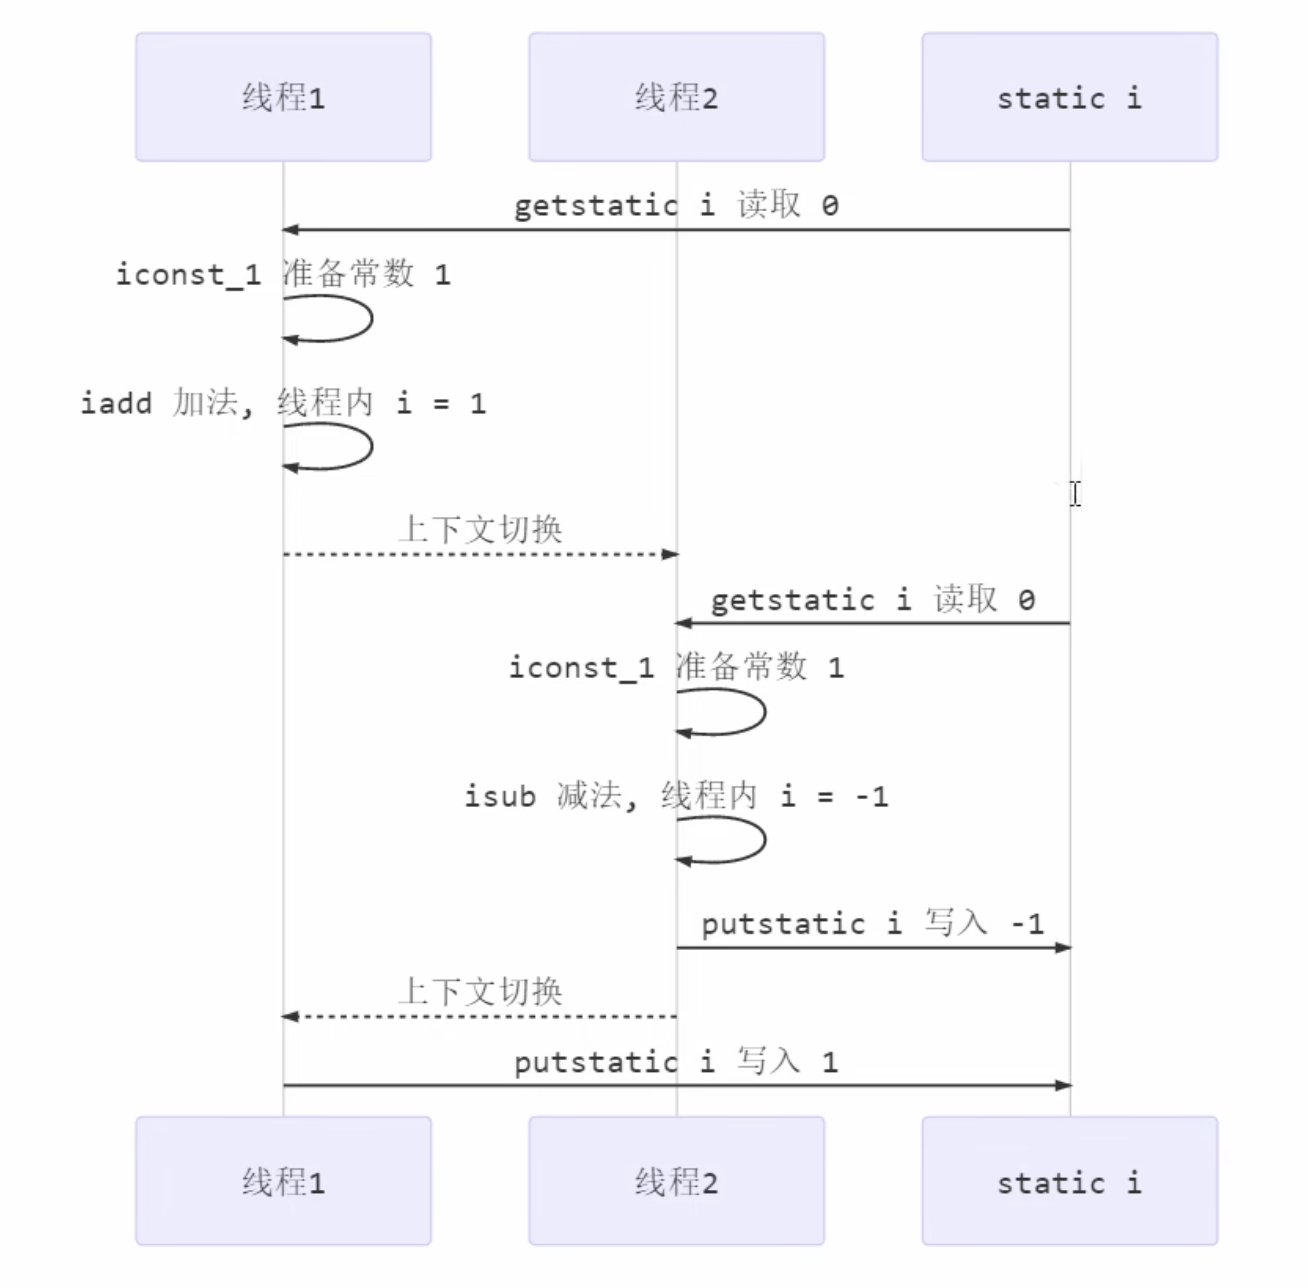 线程1
线程2
static i
getstatic i 读取 0
iconst_1 准备常数 1
iadd 加法, 线程内 i = 1
上下文切换
getstatic i 读取 0
iconst_1 准备常数 1
isub 减法, 线程内 i = -1
putstatic i 写入 -1
上下文切换
putstatic i 写入 1
线程1
线程2
static i